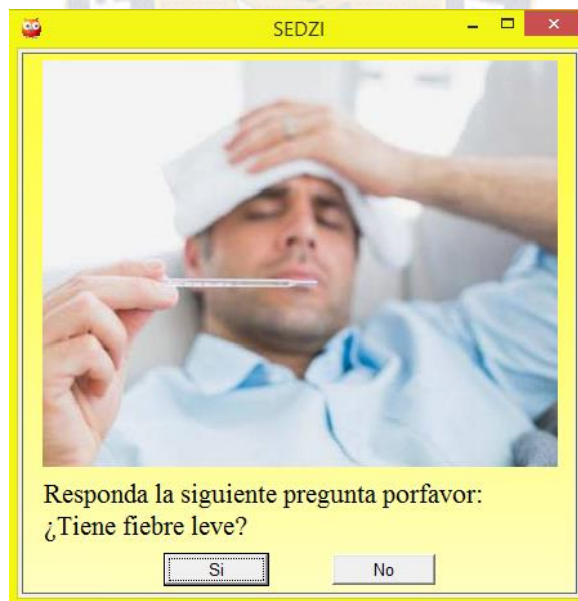 SEDZI
Responda la siguiente pregunta porfavor:
¿Tiene fiebre leve?
Si No